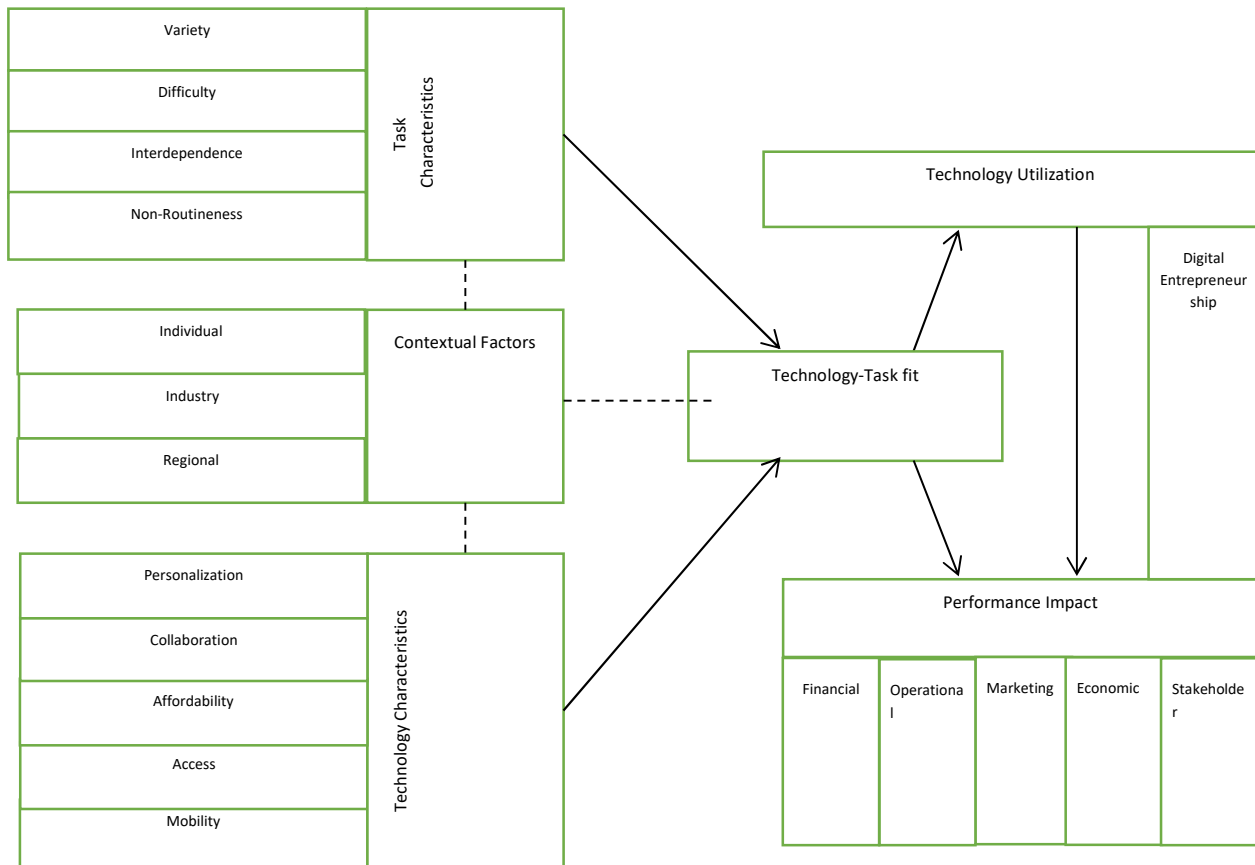 Variety
Difficulty
Interdependence
Non-Routineness
Task
Characteristics
Individual
Industry
Regional
Contextual Factors
Personalization
Collaboration
Affordability
Access
Mobility
Technology Characteristics
Technology-Task fit
Technology Utilization
Digital
Entrepreneur
ship
Performance Impact
Financial
Operationa
l
Marketing
Economic
Stakeholde
r